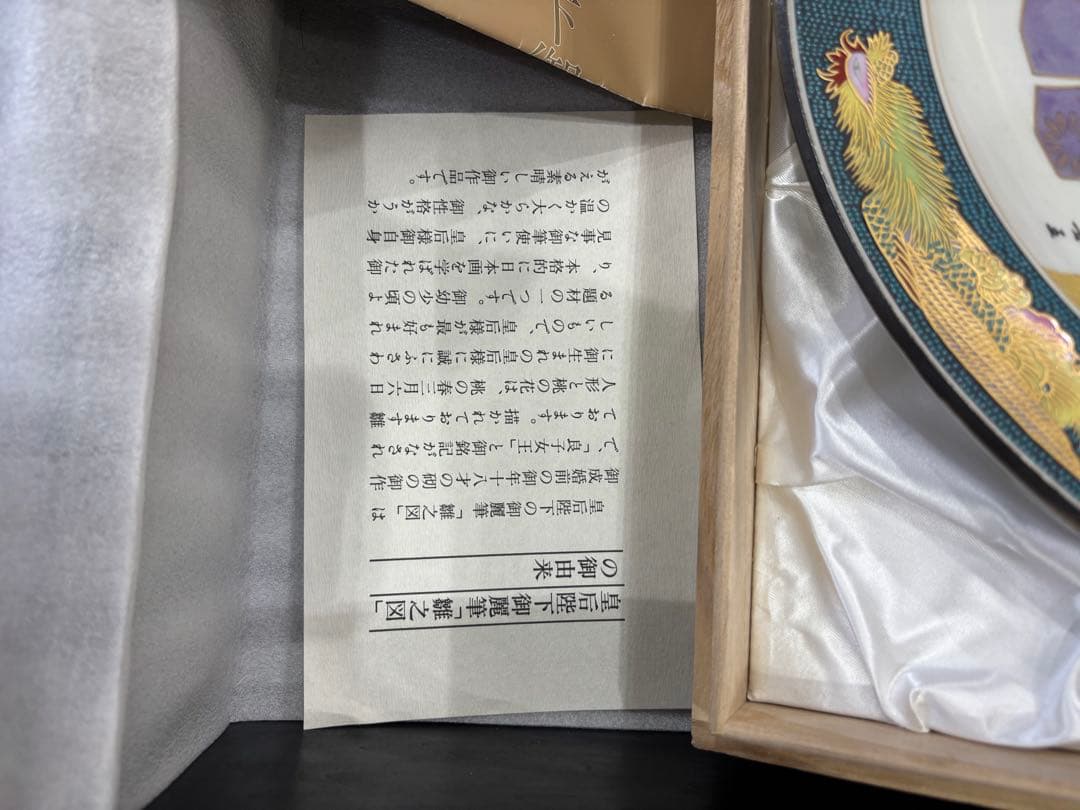 皇后陛下御麗筆「雛之図」
の御由来
皇后陛下の御麗筆「雛之図」は
御成婚前の御年十八才の砌の御作
で、「良子女王」と御銘記がなされ
ております。描かれております雛
人形と桃の花は、桃の春三月六日
に御生まれの皇后様に誠にふさわ
しいもので、皇后様が最も好まれ
る題材の一つです。御幼少の頃よ
り、本格的に日本画を学ばれた御
見事な御筆使いに、皇后様御自身
の温かく大らかな、御性格がうか
がえる素晴しい御作品です。